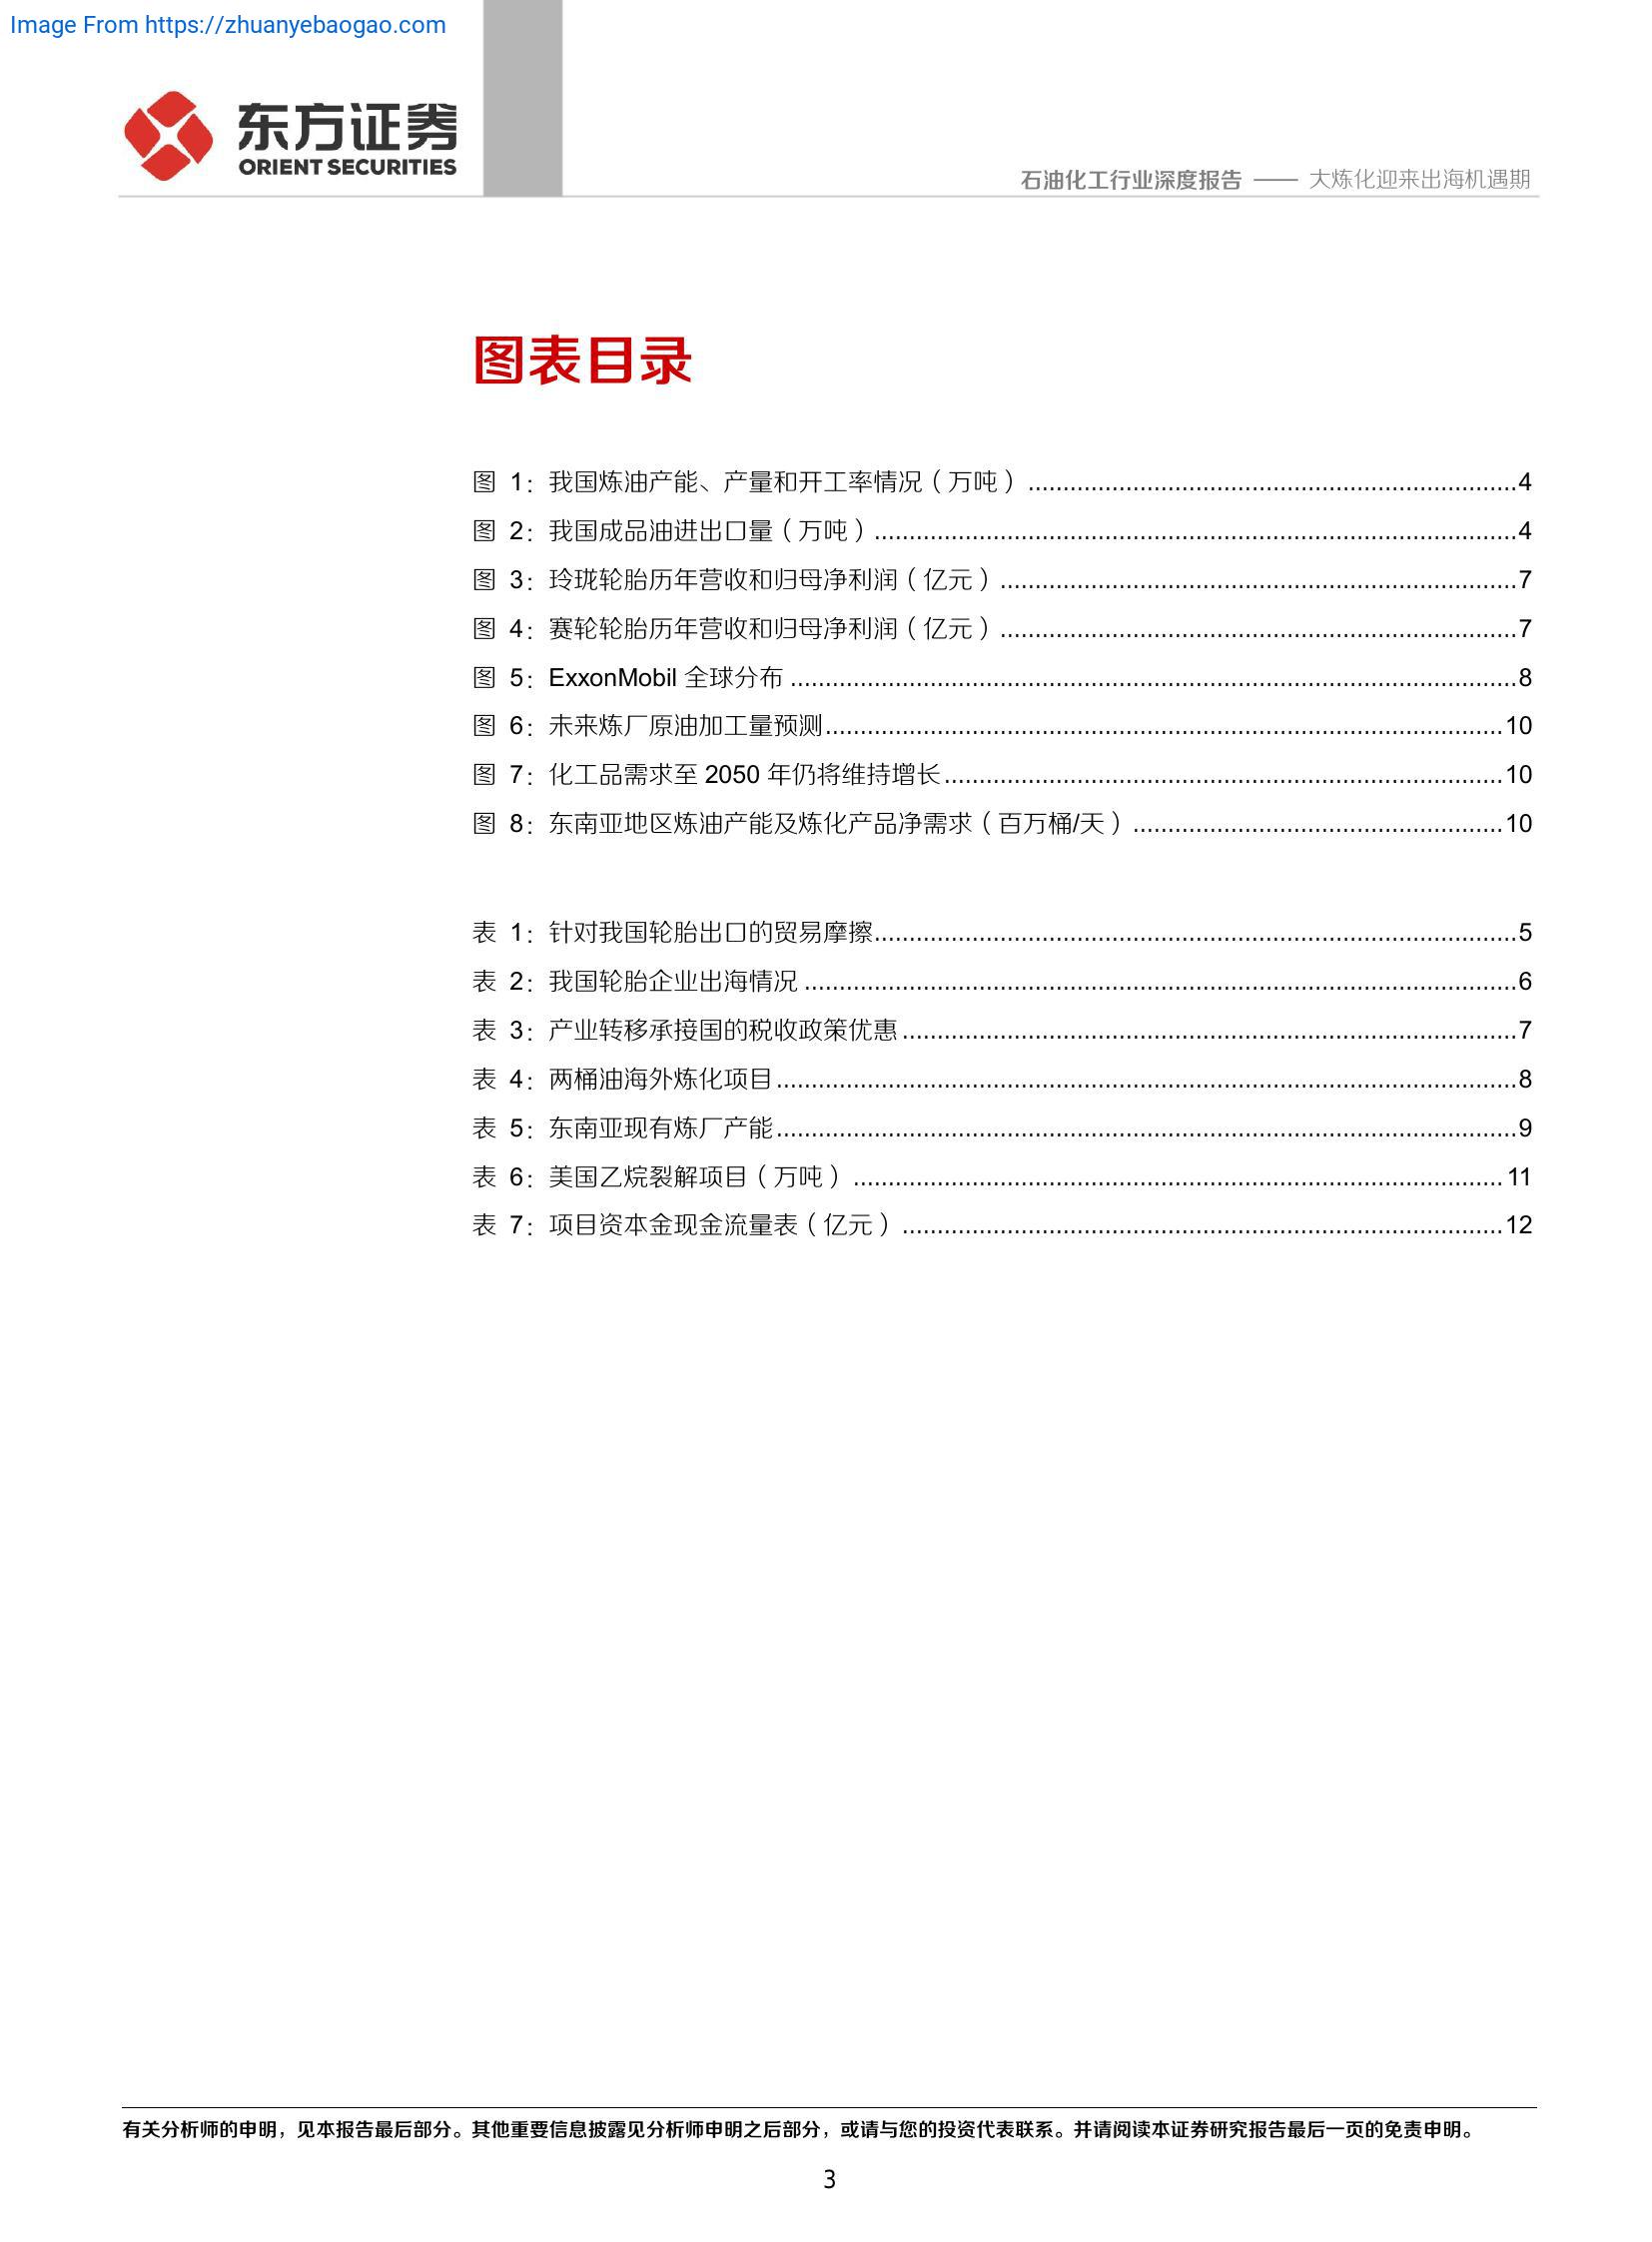 Image From https://zhuanyebaogao.com
东方证券
ORIENT SECURITIES
石油化工行业深度报告 —— 大炼化迎来出海机遇期
图表目录
图 1：我国炼油产能、产量和开工率情况（万吨）......................................................................4
图 2：我国成品油进出口量（万吨）............................................................................................4
图 3：玲珑轮胎历年营收和归母净利润（亿元）..........................................................................7
图 4：赛轮轮胎历年营收和归母净利润（亿元）..........................................................................7
图 5：ExxonMobil 全球分布........................................................................................................8
图 6：未来炼厂原油加工量预测.................................................................................................10
图 7：化工品需求至 2050 年仍将维持增长................................................................................10
图 8：东南亚地区炼油产能及炼化产品净需求（百万桶/天）.....................................................10
表 1：针对我国轮胎出口的贸易摩擦............................................................................................5
表 2：我国轮胎企业出海情况......................................................................................................6
表 3：产业转移承接国的税收政策优惠........................................................................................7
表 4：两桶油海外炼化项目..........................................................................................................8
表 5：东南亚现有炼厂产能..........................................................................................................9
表 6：美国乙烷裂解项目（万吨）.............................................................................................11
表 7：项目资本金现金流量表（亿元）......................................................................................12
有关分析师的申明，见本报告最后部分。其他重要信息披露见分析师申明之后部分，或请与您的投资代表联系。并请阅读本证券研究报告最后一页的免责申明。
3